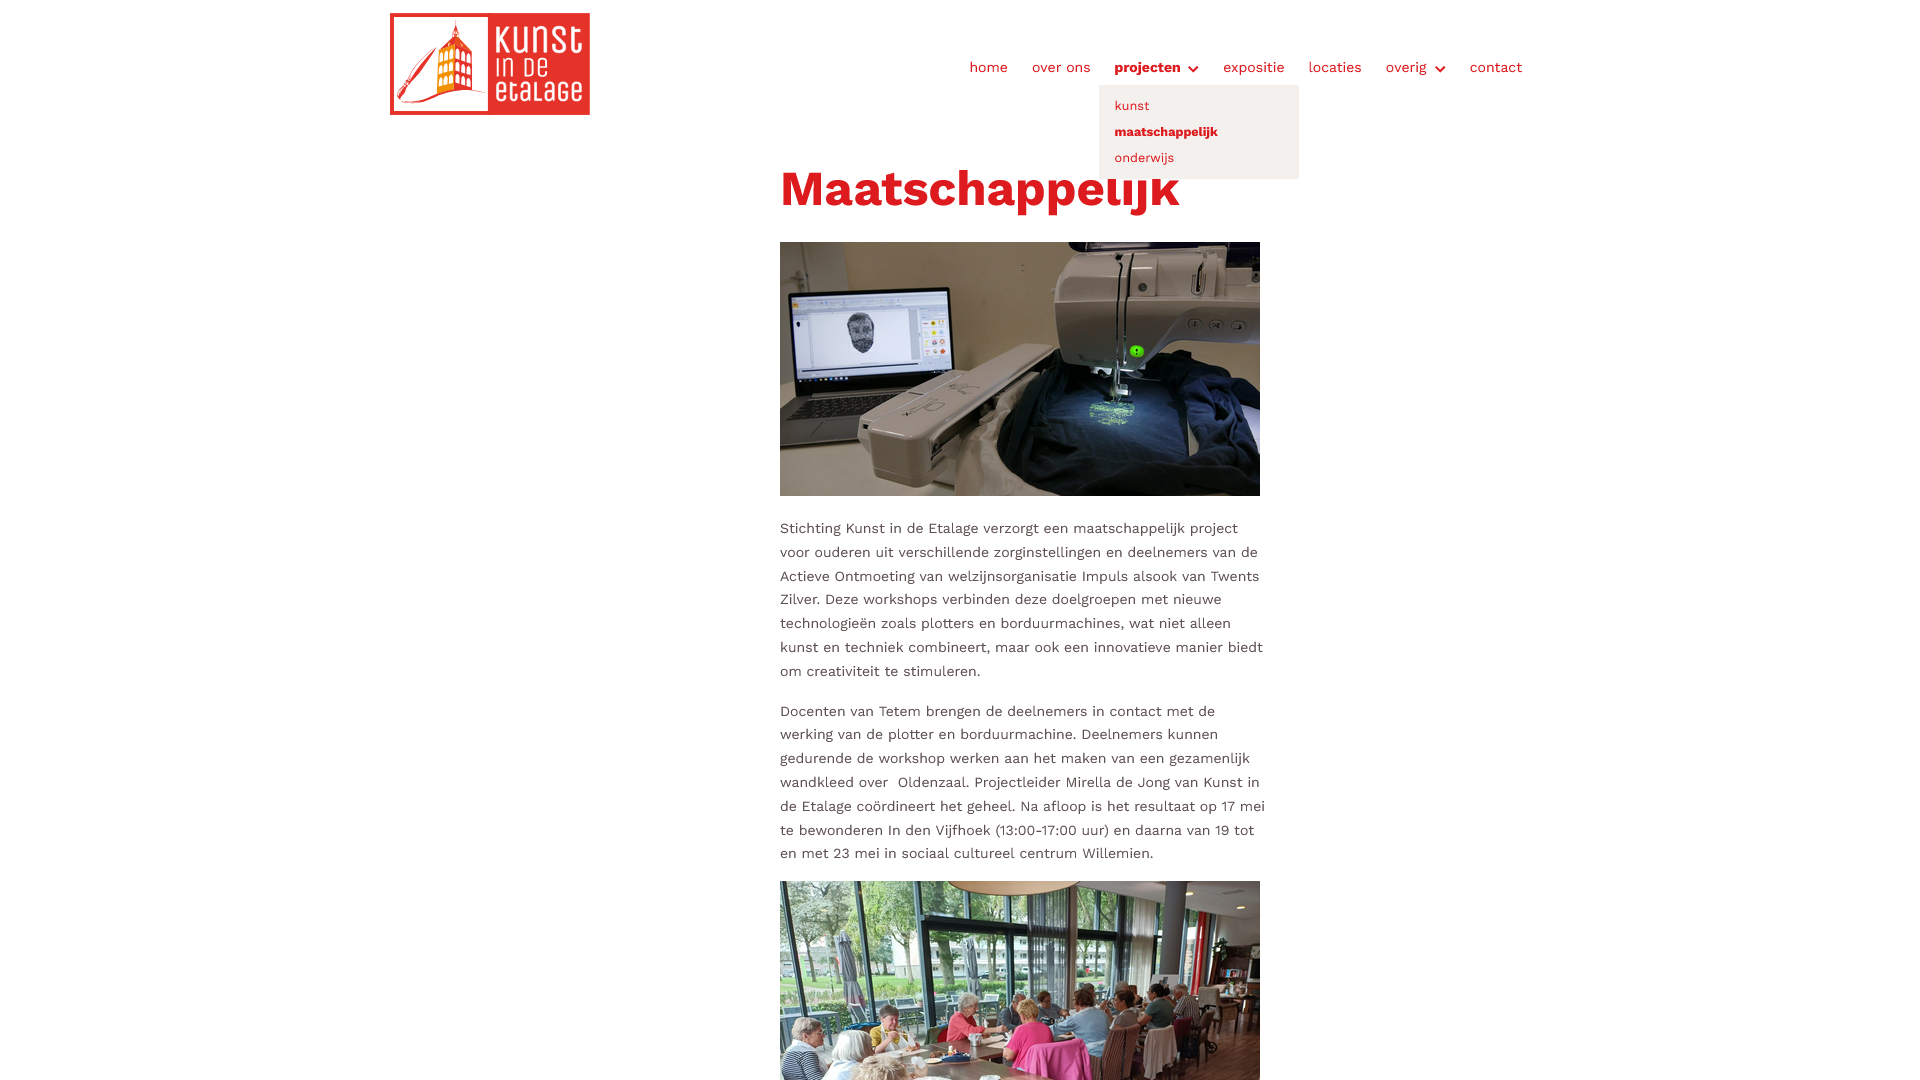 Kunst
in de
etalage
home
over ons
projecten
expositie
locaties
overig
contact
kunst
maatschappelijk
onderwijs
Maatschappelijk
Stichting Kunst in de Etalage verzorgt een maatschappelijk project
voor ouderen uit verschillende zorginstellingen en deelnemers van de
Actieve Ontmoeting van welzijnsorganisatie Impuls alsook van Twents
Zilver. Deze workshops verbinden deze doelgroepen met nieuwe
technologieën zoals plotters en borduurmachines, wat niet alleen
kunst en techniek combineert, maar ook een innovatieve manier biedt
om creativiteit te stimuleren.
Docenten van Tetem brengen de deelnemers in contact met de
werking van de plotter en borduurmachine. Deelnemers kunnen
gedurende de workshop werken aan het maken van een gezamenlijk
wandkleed over  Oldenzaal. Projectleider Mirella de Jong van Kunst in
de Etalage coördineert het geheel. Na afloop is het resultaat op 17 mei
te bewonderen In den Vijfhoek (13:00-17:00 uur) en daarna van 19 tot
en met 23 mei in sociaal cultureel centrum Willemien.